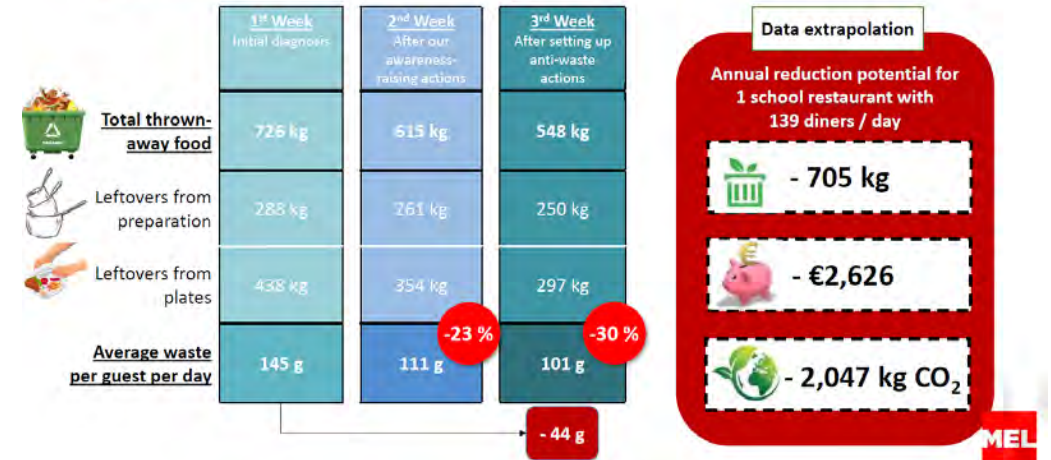 1st Week
Initial diagnosis
2nd Week
After our
awareness-
raising actions
3rd Week
After setting up
anti-waste
actions
Total thrown-
away food
726 kg
615 kg
548 kg
Leftovers from
preparation
288 kg
261 kg
250 kg
Leftovers from
plates
438 kg
354 kg
297 kg
-23 %
-30 %
Average waste
per guest per day
145 g
111 g
101 g
- 44 g
Data extrapolation
Annual reduction potential for
1 school restaurant with
139 diners / day
- 705 kg
- €2,626
- 2,047 kg CO₂
MEL